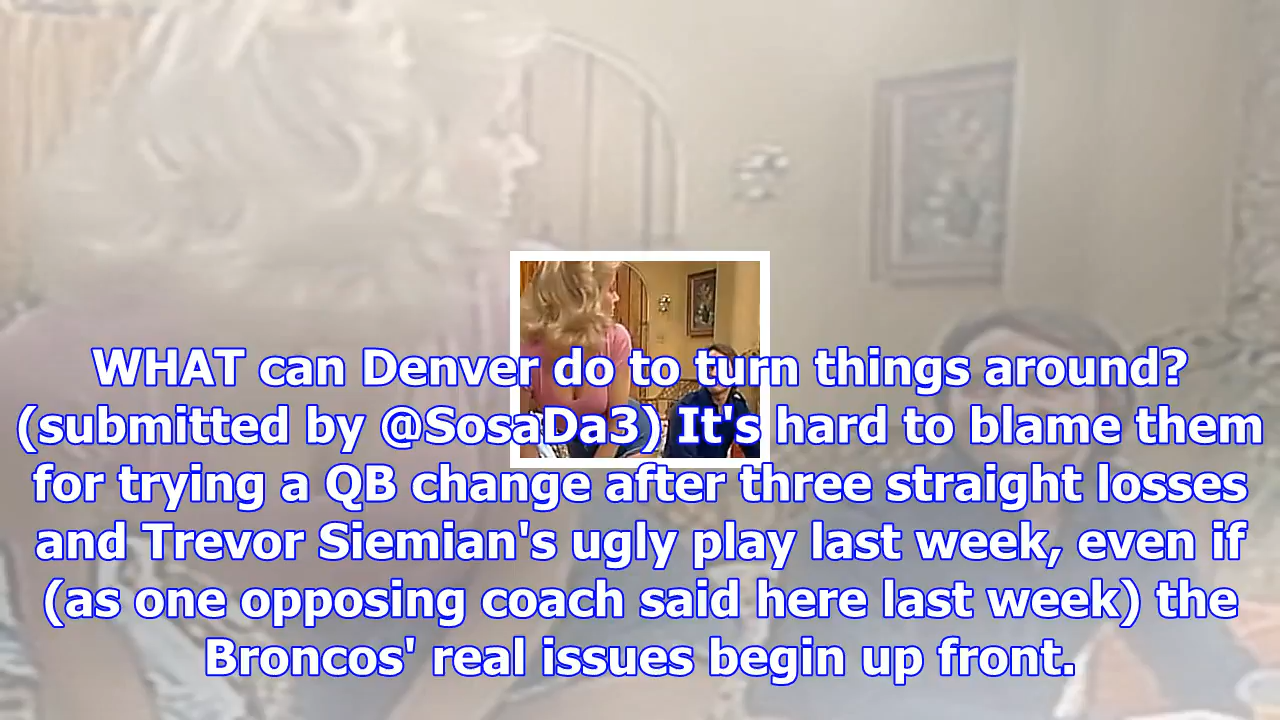 WHAT can Denver do to turn things around?
(submitted by @SosaDa3) It's hard to blame them
for trying a QB change after three straight losses
and Trevor Siemian's ugly play last week, even if
(as one opposing coach said here last week) the
Broncos' real issues begin up front.